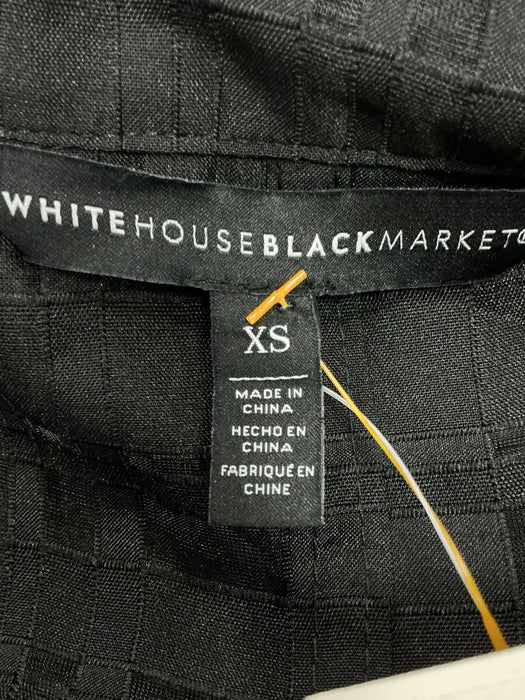 WHITEHOUSEBLACKMARKET®
XS
MADE IN
CHINA
HECHO EN
CHINA
FABRIQUÉ EN
CHINE